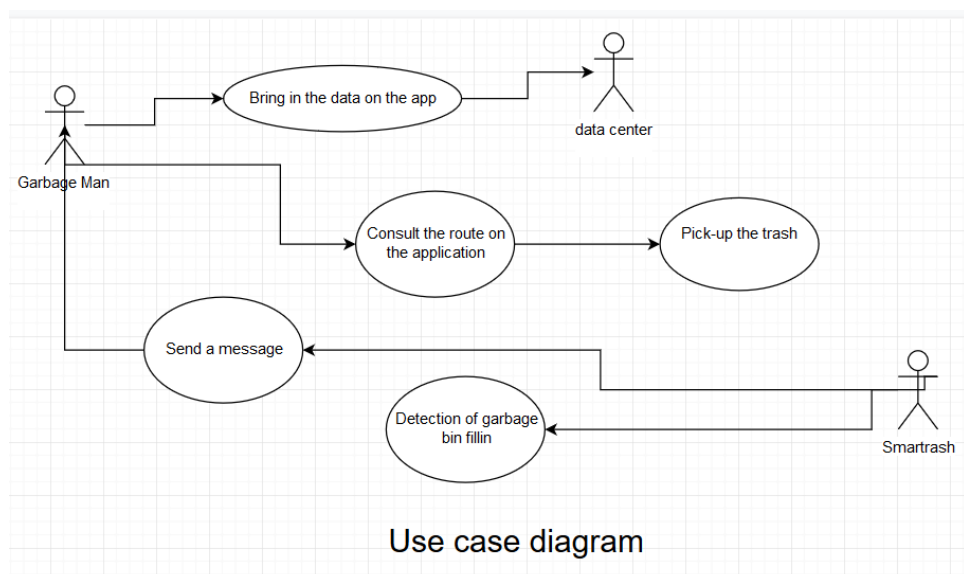 Bring in the data on the app
data center
Garbage Man
Consult the route on
the application
Pick-up the trash
Send a message
Detection of garbage
bin fillin
Smartrash
Use case diagram